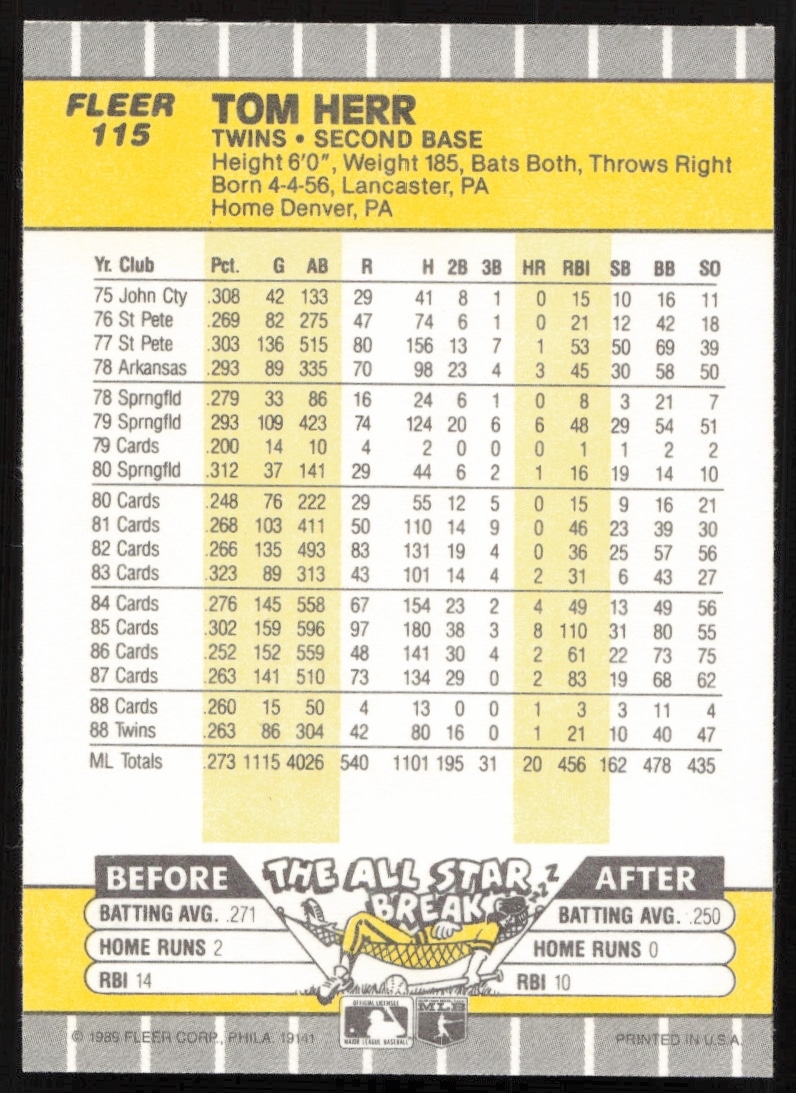 FLEER
115
TOM HERR
TWINS • SECOND BASE
Height 6'0", Weight 185, Bats Both, Throws Right
Born 4-4-56, Lancaster, PA
Home Denver, PA
Yr. Club Pct. G AB R H 2B 3B HR RBI SB BB SO
75 John Cty .308 42 133 29 41 8 1 0 15 10 16 11
76 St Pete .269 82 275 47 74 6 1 0 21 12 42 18
77 St Pete .303 136 515 80 156 13 7 1 53 50 69 39
78 Arkansas .293 89 335 70 98 23 4 3 45 30 58 50
78 Sprngfld .279 33 86 16 24 6 1 0 8 3 21 7
79 Sprngfld .293 109 423 74 124 20 6 6 48 29 54 51
79 Cards .200 14 10 4 2 0 0 0 1 1 2 2
80 Sprngfld .312 37 141 29 44 6 2 1 16 19 14 10
80 Cards .248 76 222 29 55 12 5 0 15 9 16 21
81 Cards .268 103 411 50 110 14 9 0 46 23 39 30
82 Cards .266 135 493 83 131 19 4 0 36 25 57 56
83 Cards .323 89 313 43 101 14 4 2 31 6 43 27
84 Cards .276 145 558 67 154 23 2 4 49 13 49 56
85 Cards .302 159 596 97 180 38 3 8 110 31 80 55
86 Cards .252 152 559 48 141 30 4 2 61 22 73 75
87 Cards .263 141 510 73 134 29 0 2 83 19 68 62
88 Cards .260 15 50 4 13 0 0 1 3 3 11 4
88 Twins .263 86 304 42 80 16 0 1 21 10 40 47
ML Totals .273 1115 4026 540 1101 195 31 20 456 162 478 435
BEFORE THE ALL STAR BREAK ZZZ AFTER
BATTING AVG. .271 BATTING AVG. .250
HOME RUNS 2 HOME RUNS 0
RBI 14 RBI 10
OFFICIAL LICENSEE
MAJOR LEAGUE BASEBALL
MLB
© 1989 FLEER CORP., PHILA. 19141 PRINTED IN U.S.A.